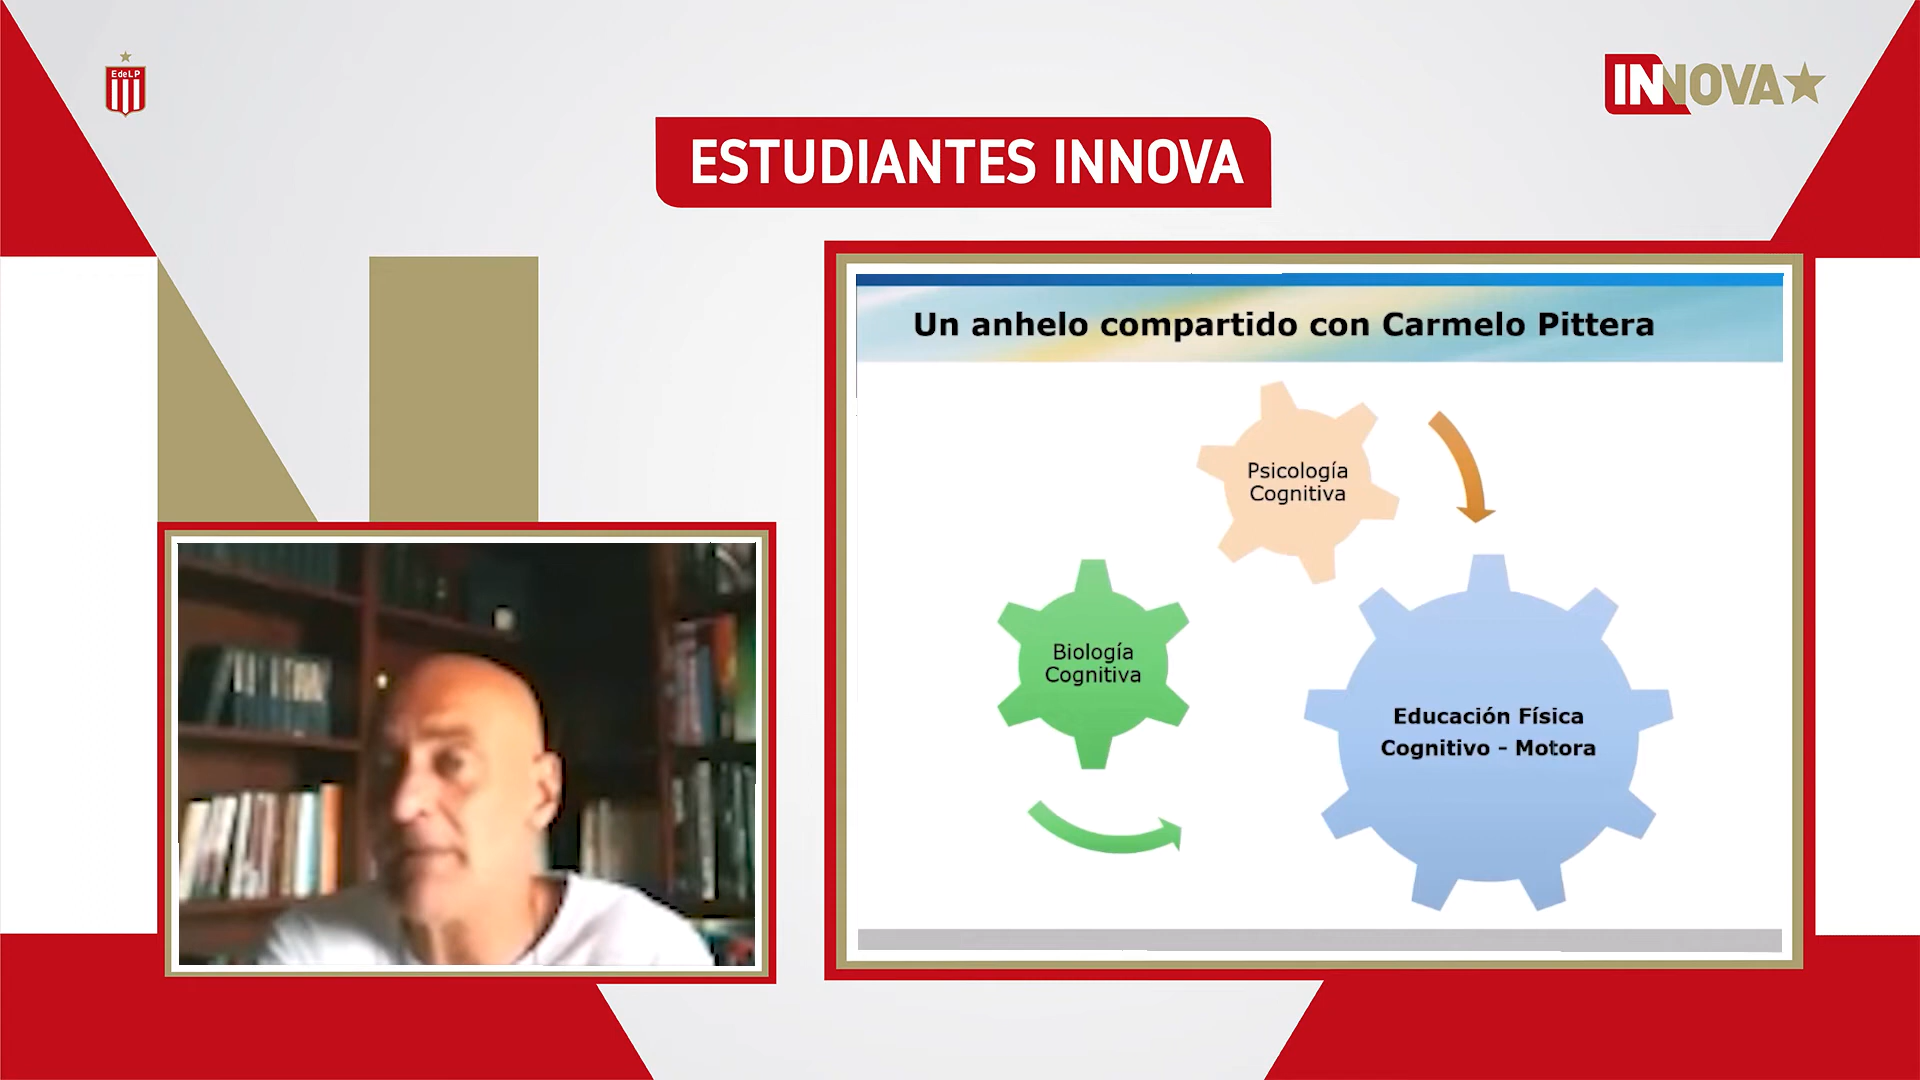 EdeLP
INNOVA
ESTUDIANTES INNOVA
Un anhelo compartido con Carmelo Pittera
Psicología
Cognitiva
Biología
Cognitiva
Educación Física
Cognitivo - Motora